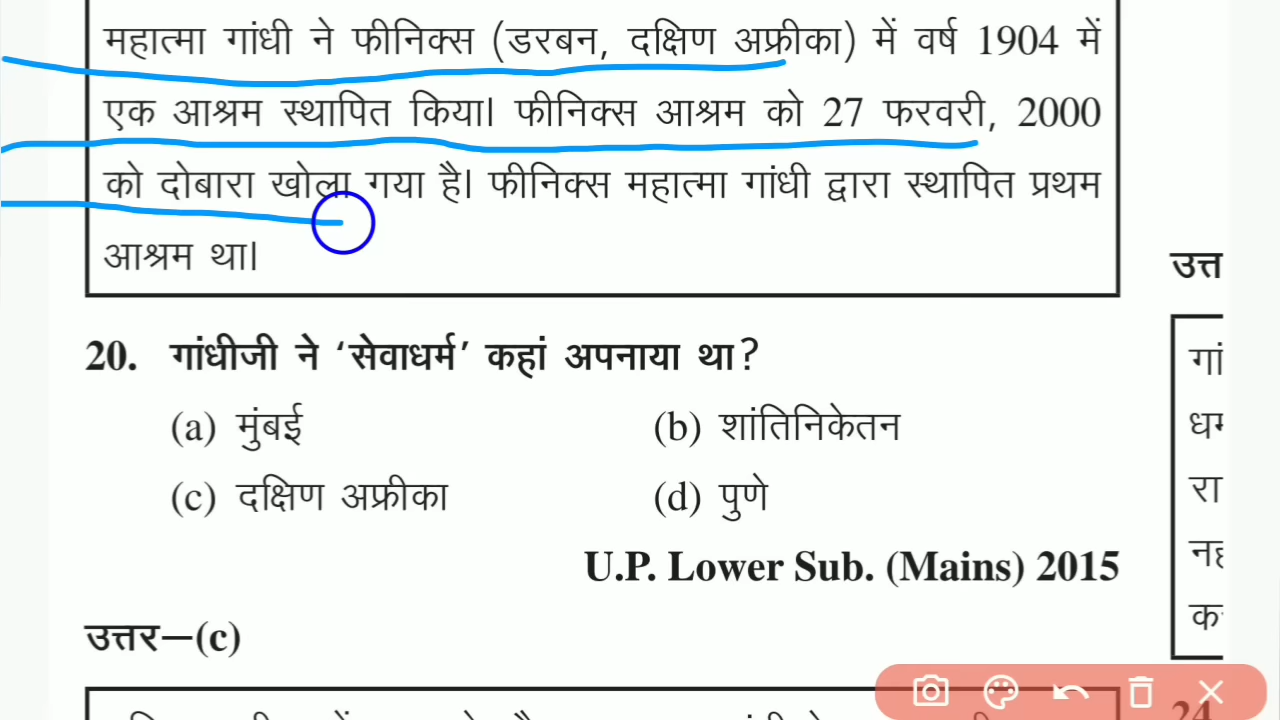 महात्मा गांधी ने फीनिक्स (डरबन, दक्षिण अफ्रीका) में वर्ष 1904 में
एक आश्रम स्थापित किया। फीनिक्स आश्रम को 27 फरवरी, 2000
को दोबारा खोला गया है। फीनिक्स महात्मा गांधी द्वारा स्थापित प्रथम
आश्रम था।
20. गांधीजी ने ‘सेवाधर्म’ कहां अपनाया था?
(a) मुंबई (b) शांतिनिकेतन
(c) दक्षिण अफ्रीका (d) पुणे
U.P. Lower Sub. (Mains) 2015
उत्तर—(c)
उत्त
गां
रा
24